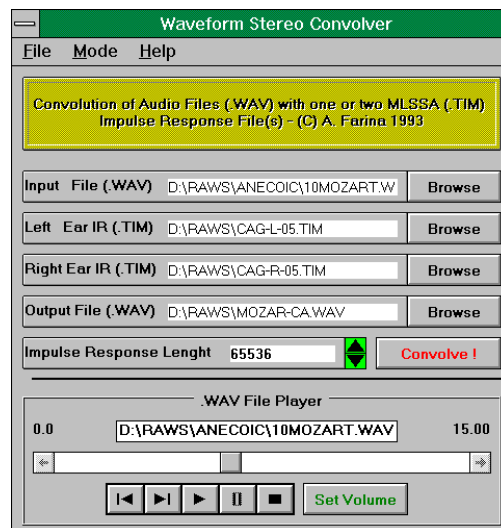 Waveform Stereo Convolver
File Mode Help
Convolution of Audio Files (.WAV) with one or two MLSSA (.TIM)
Impulse Response File(s) - (C) A. Farina 1993
Input File (.WAV) D:\RAWS\ANECOIC\10MOZART.W Browse
Left Ear IR (.TIM) D:\RAWS\CAG-L-05.TIM Browse
Right Ear IR (.TIM) D:\RAWS\CAG-R-05.TIM Browse
Output File (.WAV) D:\RAWS\MOZAR-CA.WAV Browse
Impulse Response Lenght 65536 Convolve !
.WAV File Player
0.0 D:\RAWS\ANECOIC\10MOZART.WAV 15.00
Set Volume